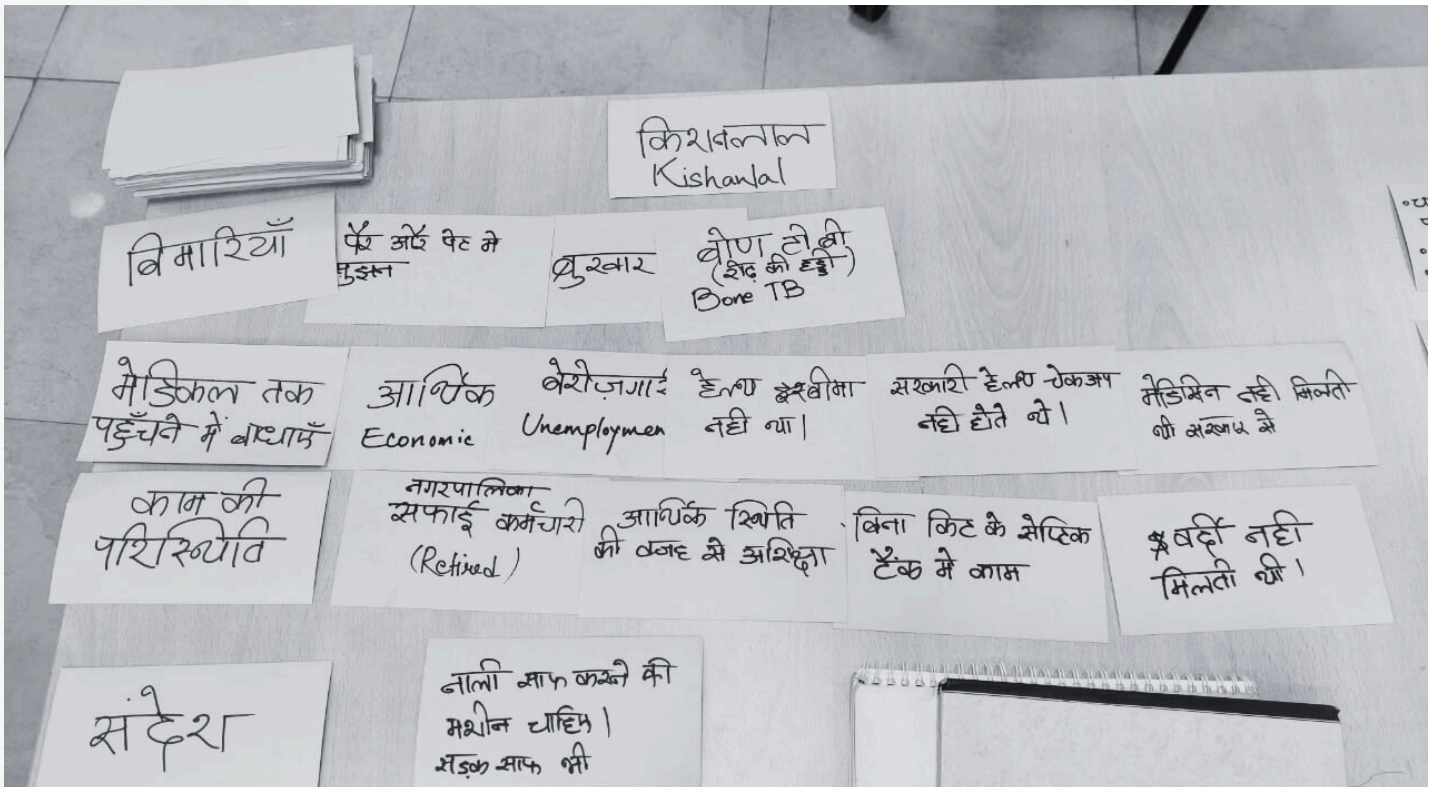 किशनलाल
Kishanlal
बिमारियाँ
पैर और पेट मे
सुझन
बुखार
बोण टी बी
(रीढ़ की हड्डी)
Bone TB
मेडिकल तक
पहुँचने में बाधाएँ
आर्थिक
Economic
बेरोज़गारी
Unemploymen
हेल्थ बीमा
नही था।
सरकारी हेल्थ चेकअप
नही होते थे।
मेडिसिन नही मिलती
थी सरकार से
काम की
परिस्थिति
नगरपालिका
सफाई कर्मचारी
(Retired)
आर्थिक स्थिति
की वजह से अशिक्षा
बिना किट के सेप्टिक
टैंक मे काम
वर्दी नही
मिलती थी।
संदेश
नाली साफ करने की
मशीन चाहिए।
सड़क साफ भी